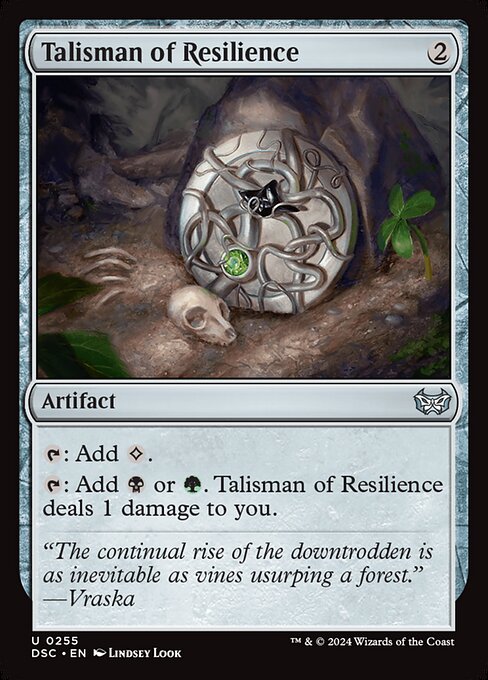 Talisman of Resilience 2
Artifact
: Add .
: Add or . Talisman of Resilience
deals 1 damage to you.
“The continual rise of the downtrodden is
as inevitable as vines usurping a forest.”
—Vraska
U 0255
DSC • EN Lindsey Look
™ & © 2024 Wizards of the Coast